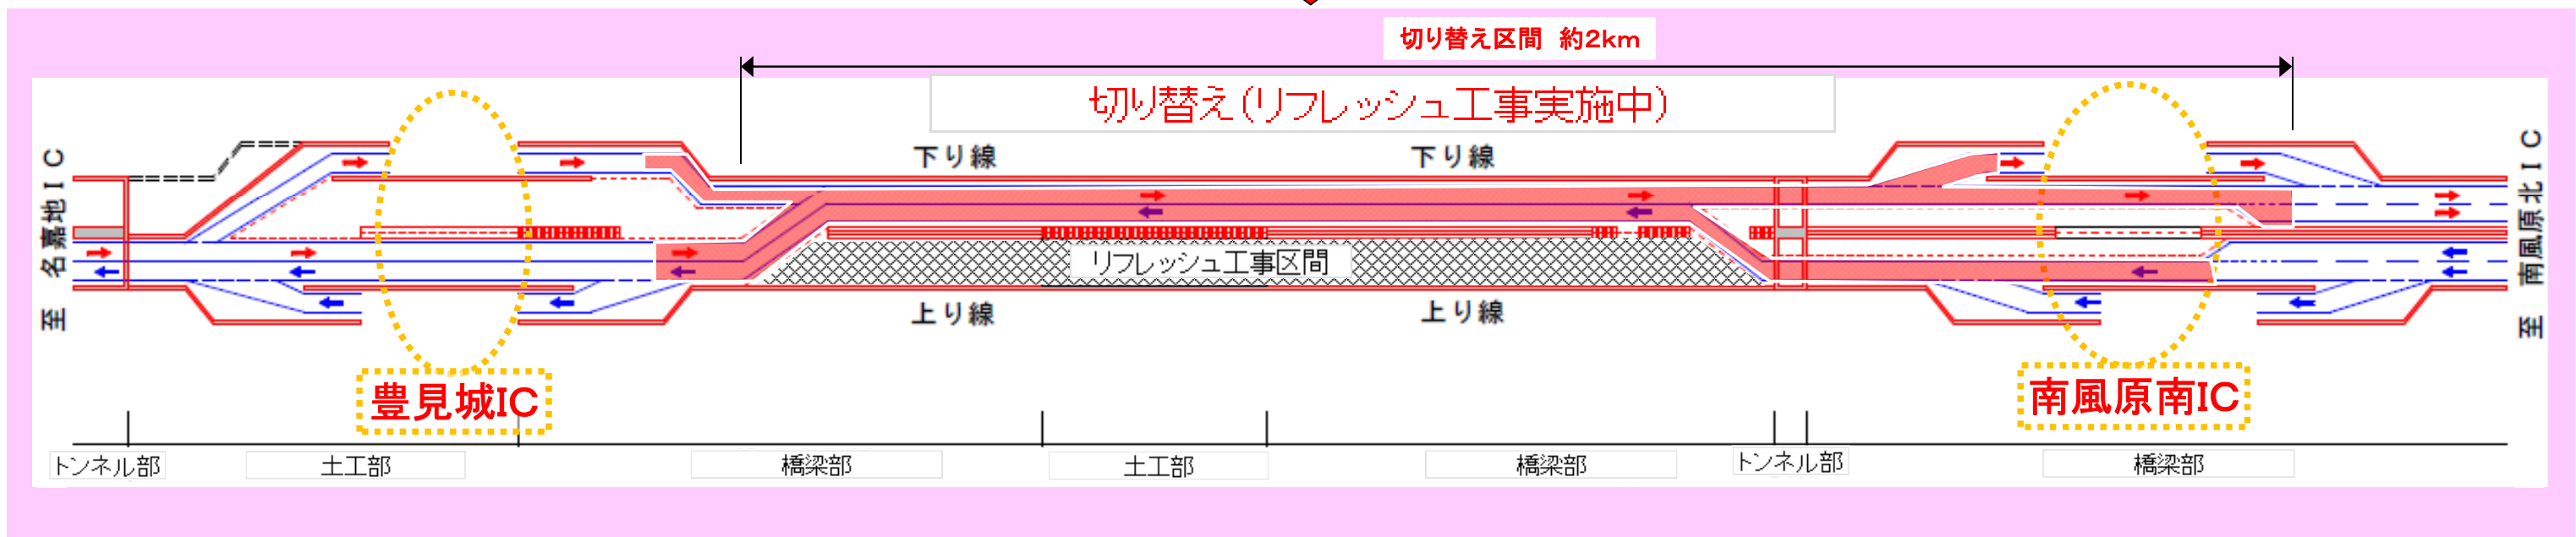 切り替え区間　約2km
切り替え(リフレッシュ工事実施中)
下り線
下り線
至　名嘉地IC
至　南風原北IC
リフレッシュ工事区間
上り線
上り線
豊見城IC
南風原南IC
トンネル部
土工部
橋梁部
土工部
橋梁部
トンネル部
橋梁部